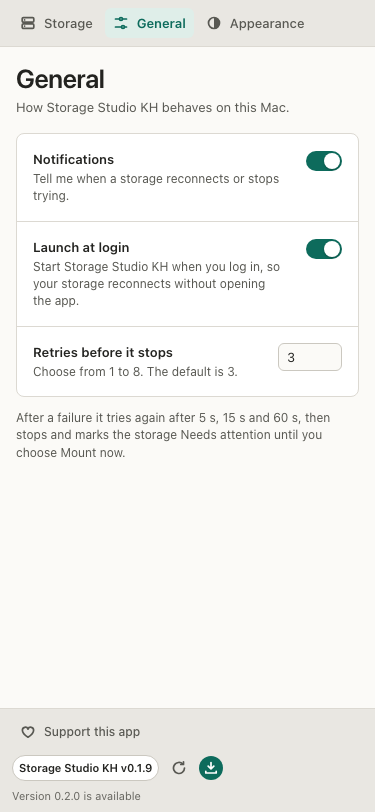 Storage
General
Appearance
General
How Storage Studio KH behaves on this Mac.
Notifications
Tell me when a storage reconnects or stops
trying.
Launch at login
Start Storage Studio KH when you log in, so
your storage reconnects without opening
the app.
Retries before it stops
3
Choose from 1 to 8. The default is 3.
After a failure it tries again after 5 s, 15 s and 60 s, then
stops and marks the storage Needs attention until you
choose Mount now.
Support this app
Storage Studio KH v0.1.9
Version 0.2.0 is available